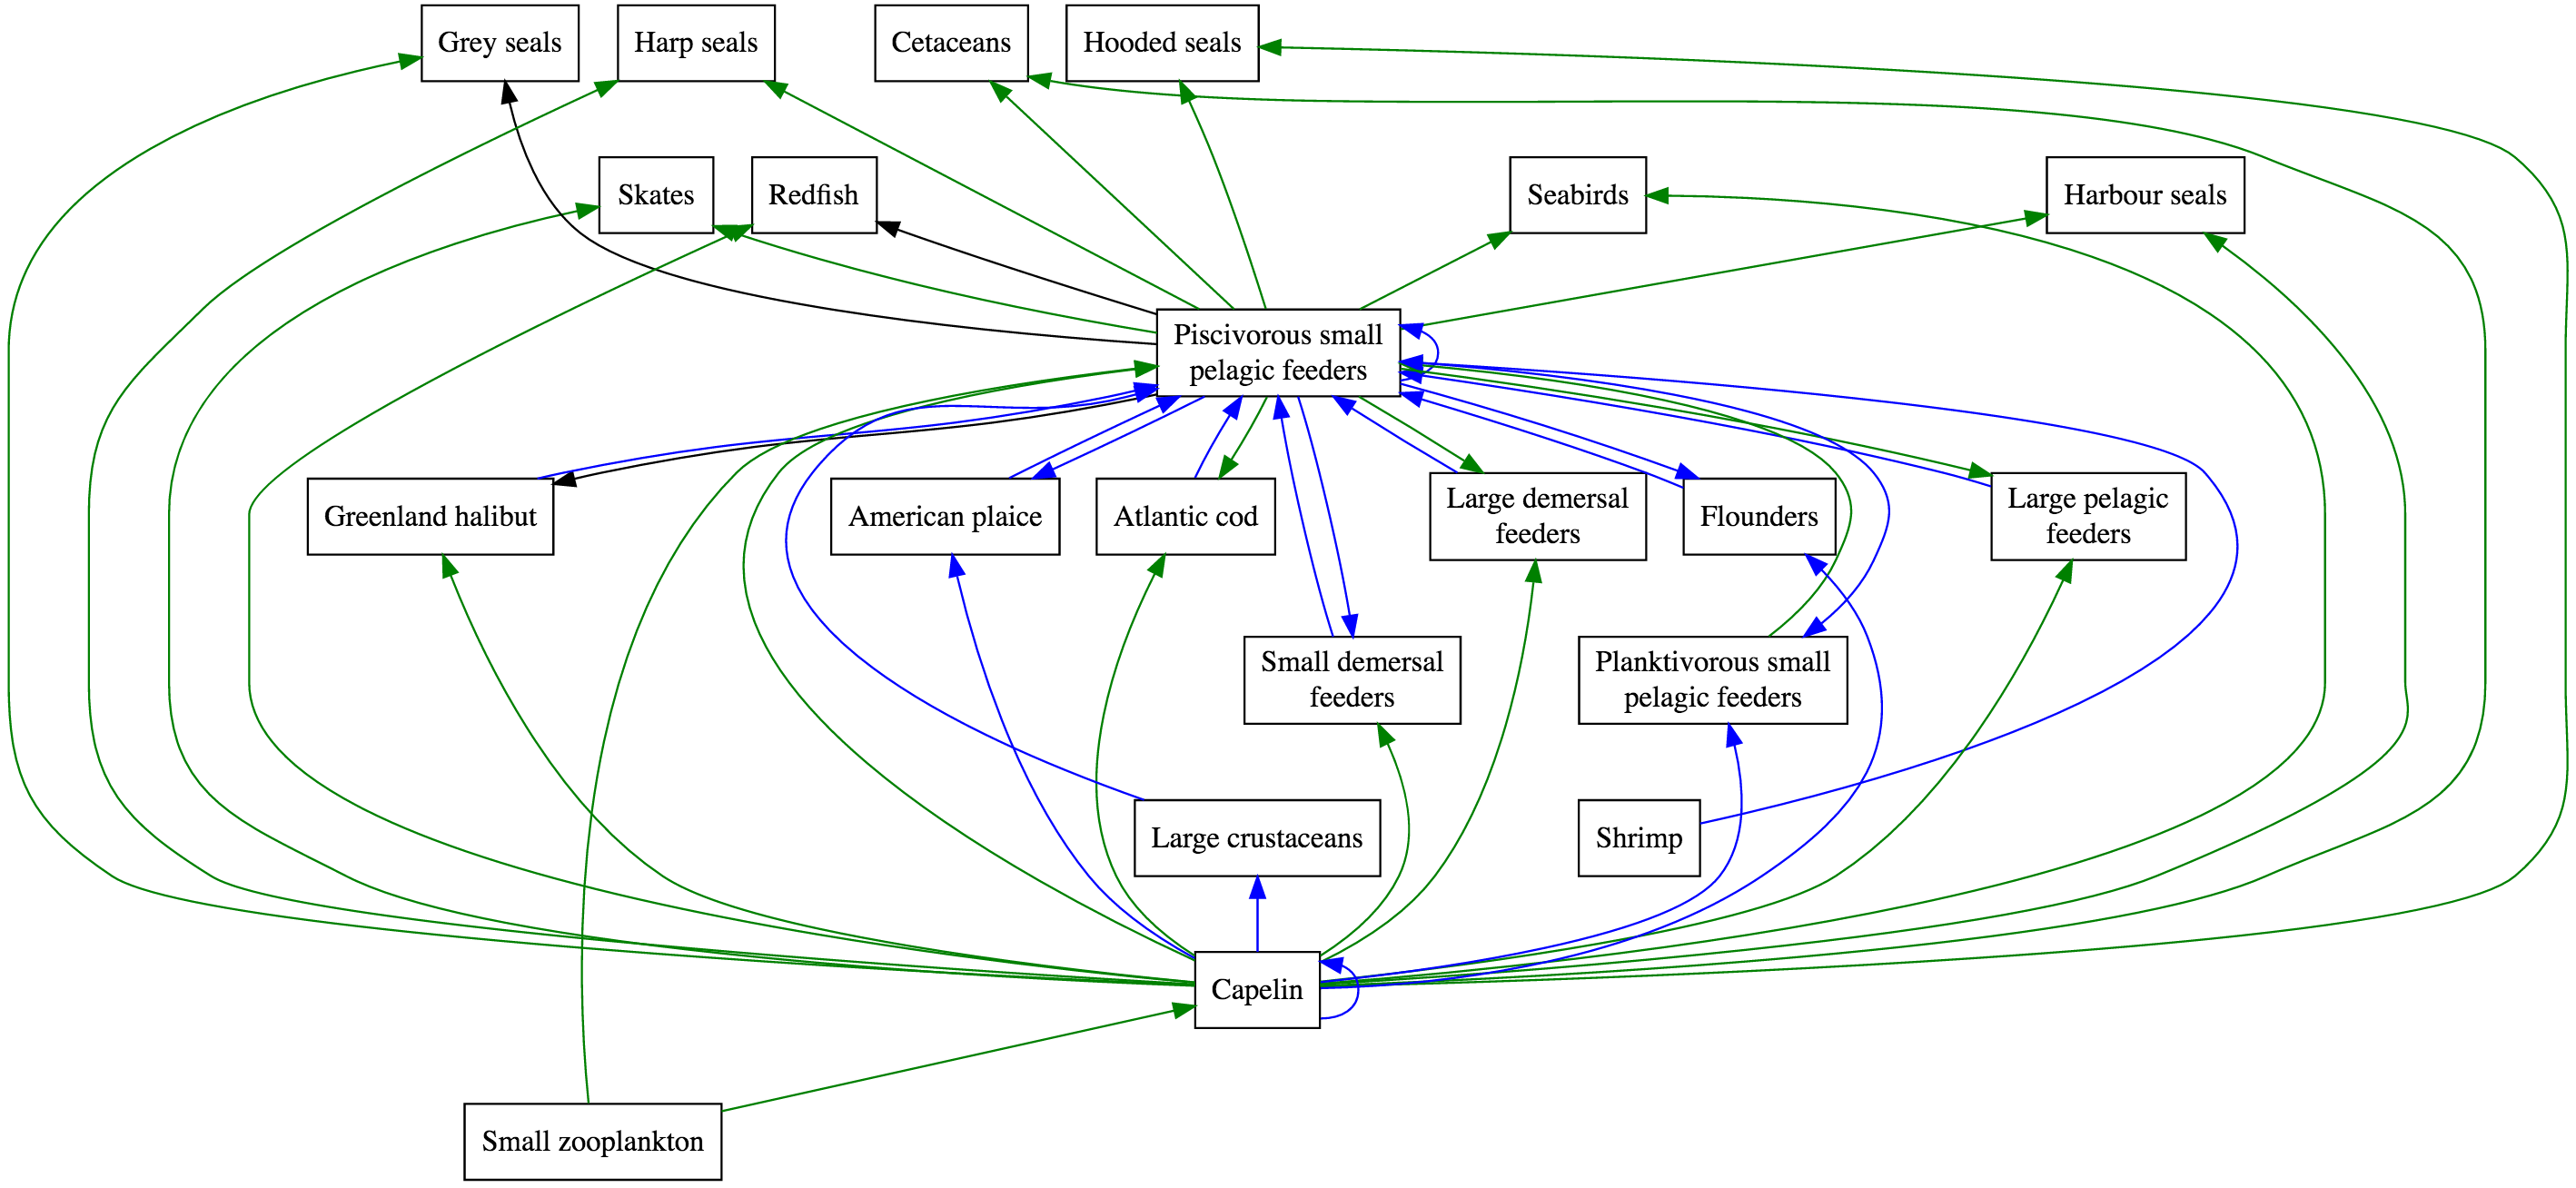 Grey seals
Harp seals
Cetaceans
Hooded seals
Skates
Redfish
Seabirds
Harbour seals
Piscivorous small
pelagic feeders
Greenland halibut
American plaice
Atlantic cod
Large demersal
feeders
Flounders
Large pelagic
feeders
Small demersal
feeders
Planktivorous small
pelagic feeders
Large crustaceans
Shrimp
Capelin
Small zooplankton